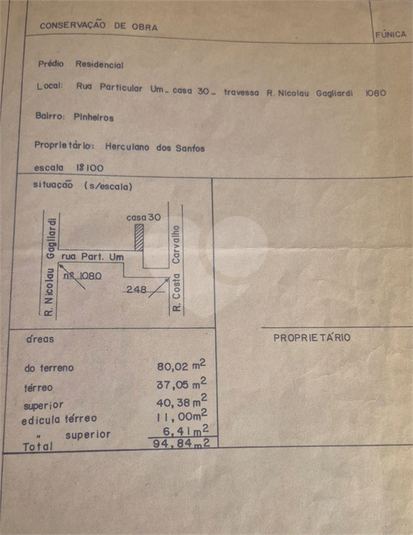 CONSERVAÇÃO DE OBRA
FÚNICA
Prédio Residencial
Local: Rua Particular Um - casa 30 - travessa R. Nicolau Gagliardi 1080
Bairro: Pinheiros
Proprietário: Herculano dos Santos
escala 1:100
situação (s/escala)
casa 30
R. Nicolau Gagliardi
rua Part. Um
nº 1080
248
R. Costa Carvalho
áreas
PROPRIETÁRIO
do terreno 80,02 m2
térreo 37,05 m2
superior 40,38 m2
edicula térreo 11,00m2
" superior 6,41 m2
Total 94,84 m2